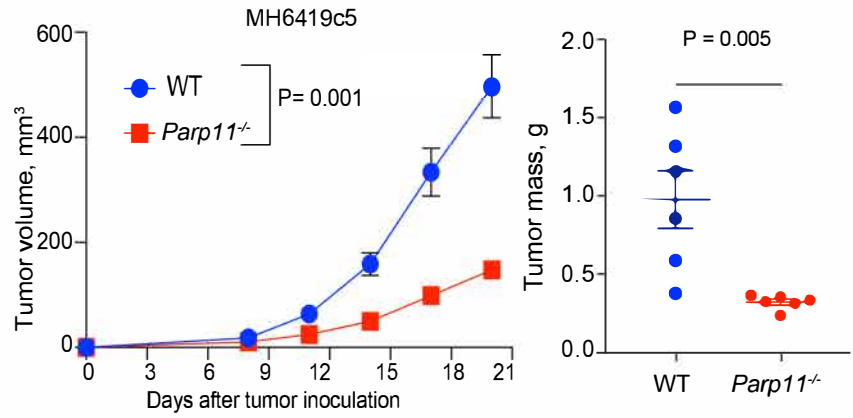 MH6419c5
600
400
200
0
Tumor volume, mm³
WT
Parp11-/-
P= 0.001
0 3 6 9 12 15 18 21
Days after tumor inoculation
2.0
1.5
1.0
0.5
0.0
Tumor mass, g
P = 0.005
WT Parp11-/-